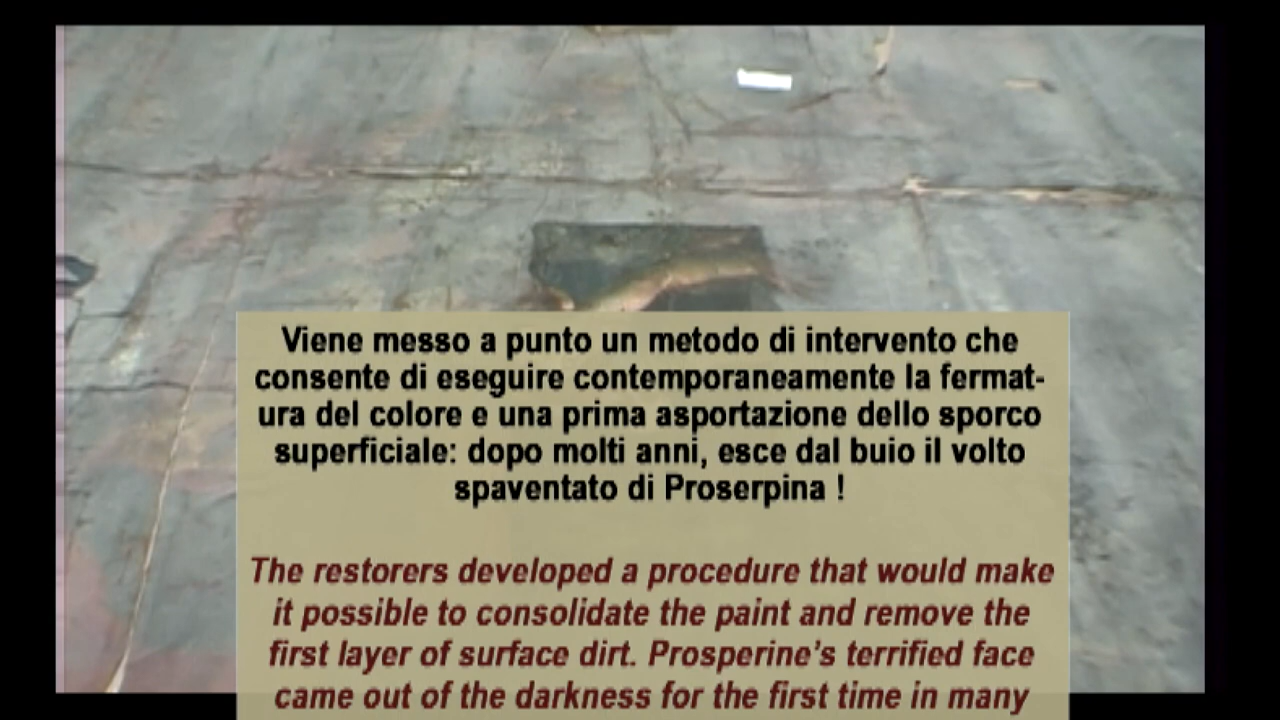 Viene messo a punto un metodo di intervento che
consente di eseguire contemporaneamente la fermat-
ura del colore e una prima asportazione dello sporco
superficiale: dopo molti anni, esce dal buio il volto
spaventato di Proserpina !
The restorers developed a procedure that would make
it possible to consolidate the paint and remove the
first layer of surface dirt. Prosperine's terrified face
came out of the darkness for the first time in many